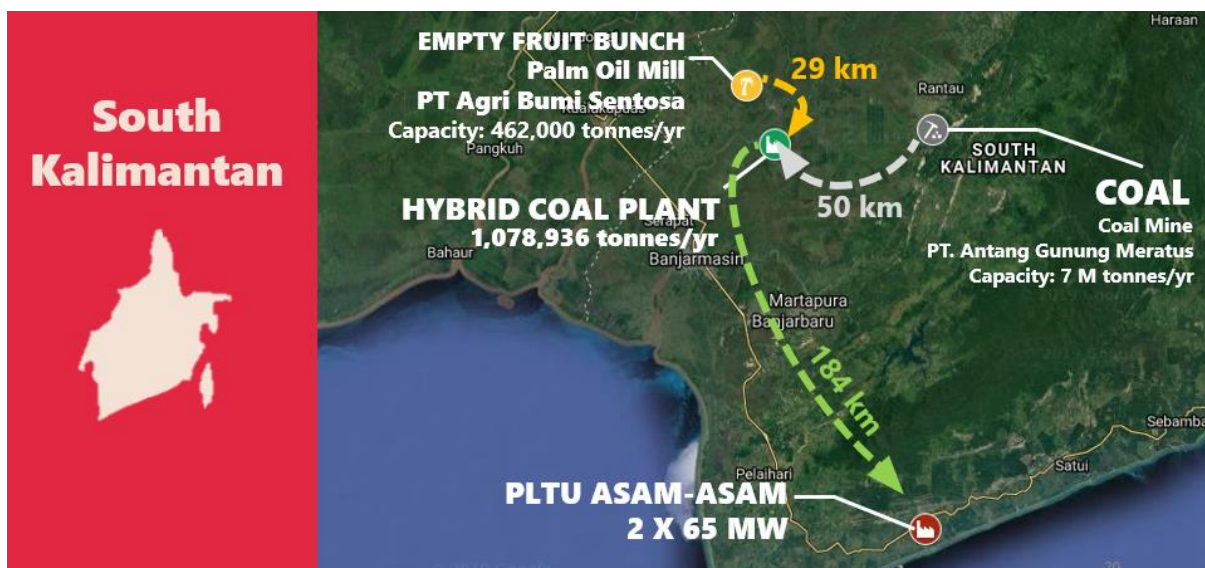 South
Kalimantan
EMPTY FRUIT BUNCH
Palm Oil Mill
PT Agri Bumi Sentosa
Capacity: 462,000 tonnes/yr
29 km
Haraan
Rantau
SOUTH
KALIMANTAN
Pangkuh
COAL
Coal Mine
PT. Antang Gunung Meratus
Capacity: 7 M tonnes/yr
50 km
HYBRID COAL PLANT
1,078,936 tonnes/yr
Serapat
Bahaur
Banjarmasin
Martapura
Banjarbaru
184 km
Sebamba
Satui
Pelaihari
PLTU ASAM-ASAM
2 X 65 MW